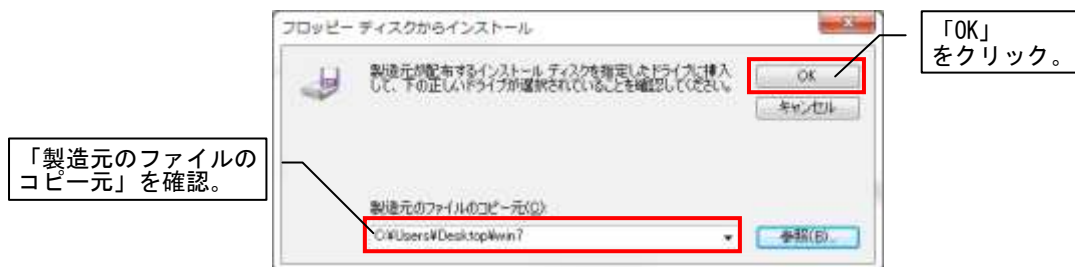 フロッピー ディスクからインストール
製造元が配布するインストール ディスクを指定したドライブに挿入
して、下の正しいドライブが選択されていることを確認してください。
OK
キャンセル
「OK」
をクリック。
「製造元のファイルの
コピー元」を確認。
製造元のファイルのコピー元(C):
C:¥Users¥Desktop¥win7
参照(B)...